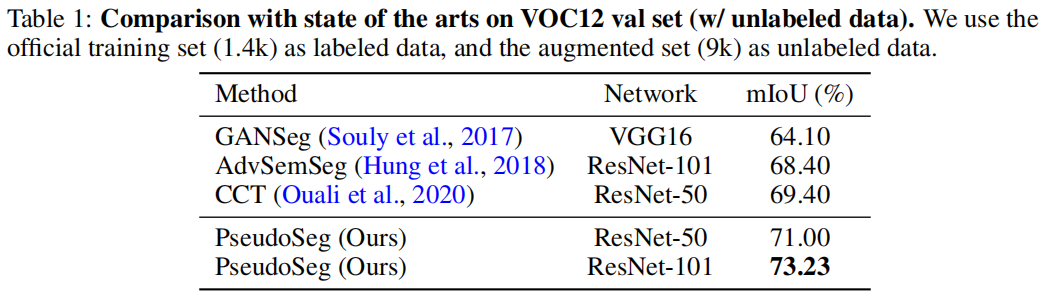 Table 1: Comparison with state of the arts on VOC12 val set (w/ unlabeled data). We use the
official training set (1.4k) as labeled data, and the augmented set (9k) as unlabeled data.
Method Network mIoU (%)
GANSeg (Souly et al., 2017) VGG16 64.10
AdvSemSeg (Hung et al., 2018) ResNet-101 68.40
CCT (Ouali et al., 2020) ResNet-50 69.40
PseudoSeg (Ours) ResNet-50 71.00
PseudoSeg (Ours) ResNet-101 73.23